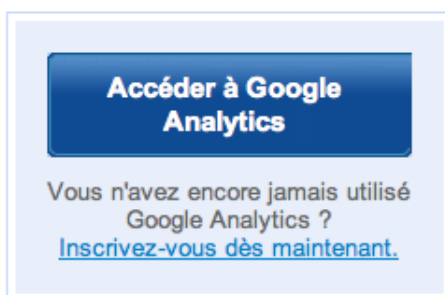 Accéder à Google
Analytics
Vous n'avez encore jamais utilisé
Google Analytics ?
Inscrivez-vous dès maintenant.